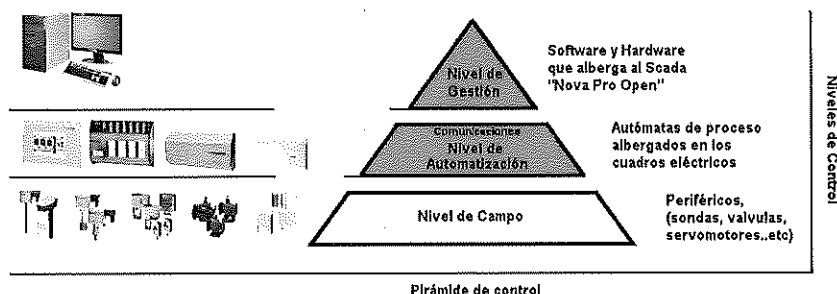 Nivel de
Gestión
Software y Hardware
que alberga al Scada
"Nova Pro Open"
Comunicaciones
Nivel de
Automatización
Autómatas de proceso
albergados en los
cuadros eléctricos
Nivel de Campo
Periféricos,
(sondas, valvulas,
servomotores..etc)
Niveles de Control
Pirámide de control